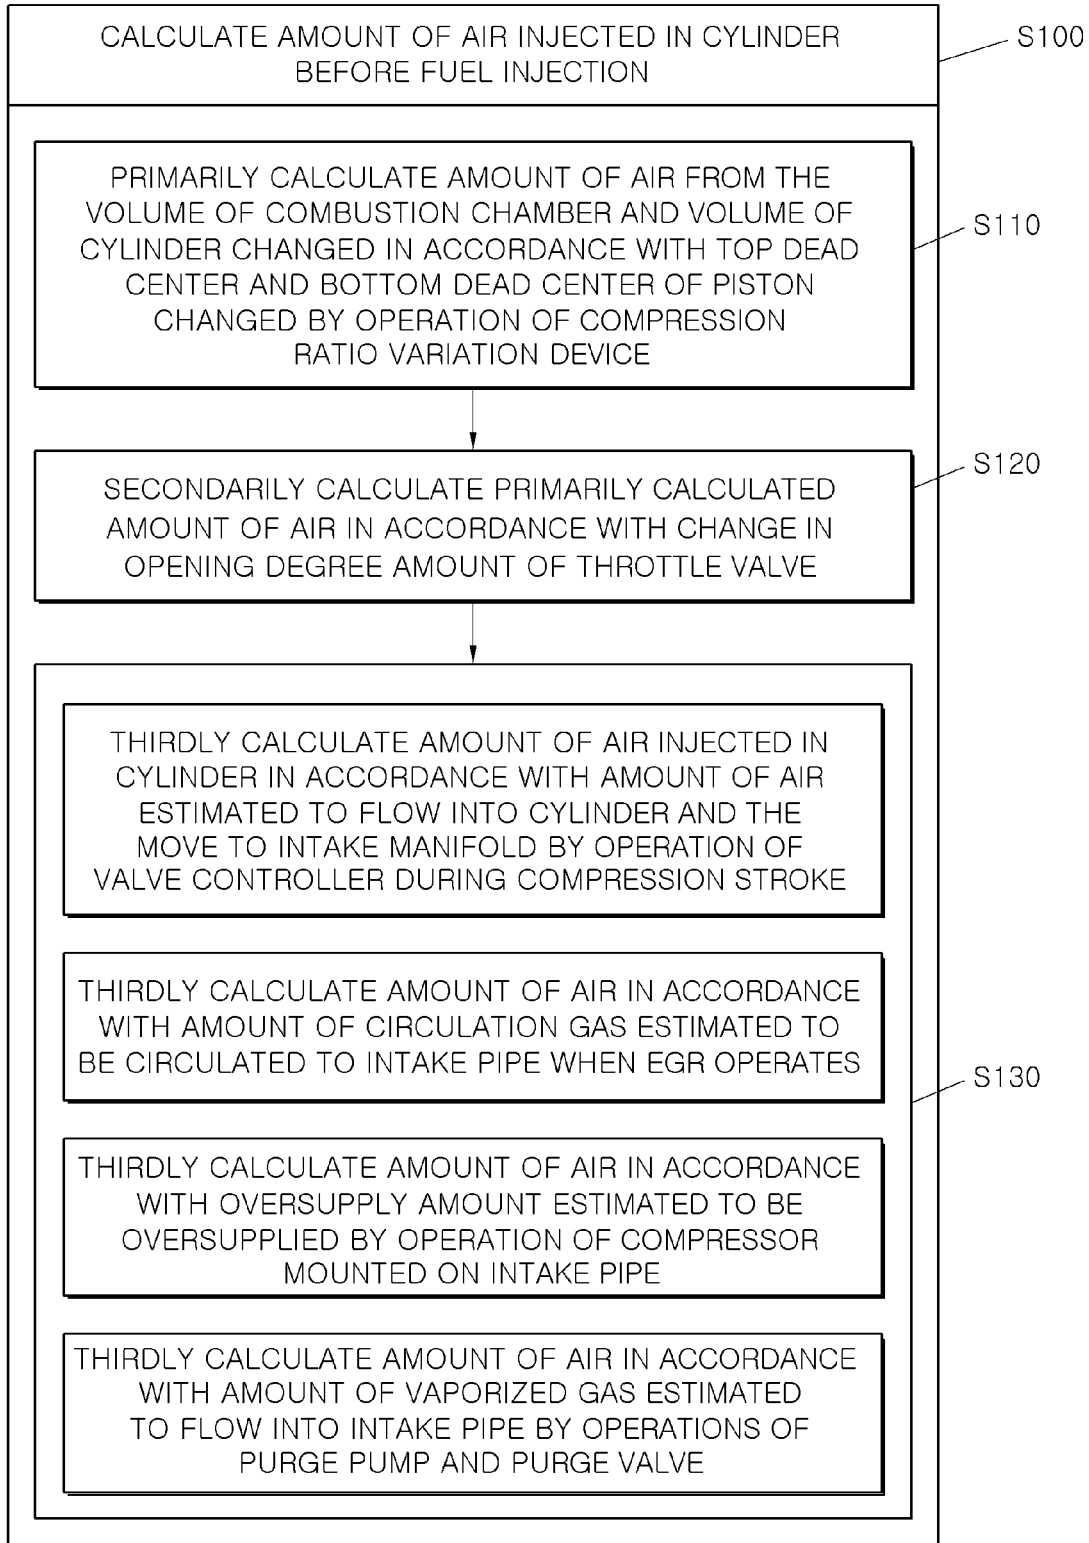 CALCULATE AMOUNT OF AIR INJECTED IN CYLINDER
BEFORE FUEL INJECTION
S100
PRIMARILY CALCULATE AMOUNT OF AIR FROM THE
VOLUME OF COMBUSTION CHAMBER AND VOLUME OF
CYLINDER CHANGED IN ACCORDANCE WITH TOP DEAD
CENTER AND BOTTOM DEAD CENTER OF PISTON
CHANGED BY OPERATION OF COMPRESSION
RATIO VARIATION DEVICE
S110
SECONDARILY CALCULATE PRIMARILY CALCULATED
AMOUNT OF AIR IN ACCORDANCE WITH CHANGE IN
OPENING DEGREE AMOUNT OF THROTTLE VALVE
S120
THIRDLY CALCULATE AMOUNT OF AIR INJECTED IN
CYLINDER IN ACCORDANCE WITH AMOUNT OF AIR
ESTIMATED TO FLOW INTO CYLINDER AND THE
MOVE TO INTAKE MANIFOLD BY OPERATION OF
VALVE CONTROLLER DURING COMPRESSION STROKE
THIRDLY CALCULATE AMOUNT OF AIR IN ACCORDANCE
WITH AMOUNT OF CIRCULATION GAS ESTIMATED TO
BE CIRCULATED TO INTAKE PIPE WHEN EGR OPERATES
S130
THIRDLY CALCULATE AMOUNT OF AIR IN ACCORDANCE
WITH OVERSUPPLY AMOUNT ESTIMATED TO BE
OVERSUPPLIED BY OPERATION OF COMPRESSOR
MOUNTED ON INTAKE PIPE
THIRDLY CALCULATE AMOUNT OF AIR IN ACCORDANCE
WITH AMOUNT OF VAPORIZED GAS ESTIMATED
TO FLOW INTO INTAKE PIPE BY OPERATIONS OF
PURGE PUMP AND PURGE VALVE